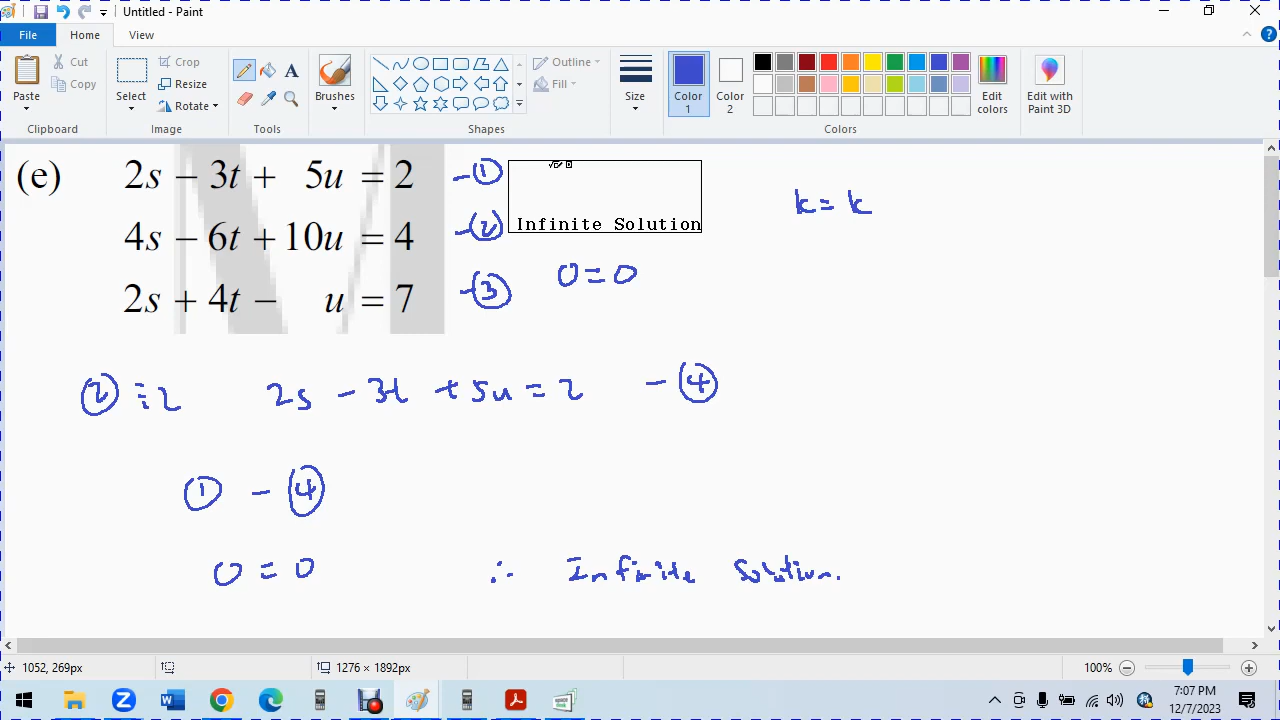 Untitled - Paint
File Home View
Paste Cut Copy Clipboard
Select Crop Resize Rotate Image
Tools
Brushes
Outline Fill Shapes
Size
Color 1 Color 2 Edit colors Colors
Edit with Paint 3D
(e) 2s − 3t + 5u = 2 -①
4s − 6t + 10u = 4 -②
2s + 4t − u = 7 -③
Infinite Solution
k = k
0 = 0
② ÷ 2 2s - 3t + 5u = 2 - ④
① - ④
0 = 0 ∴ Infinite Solution.
1052, 269px 1276 × 1892px 100%
7:07 PM
12/7/2023